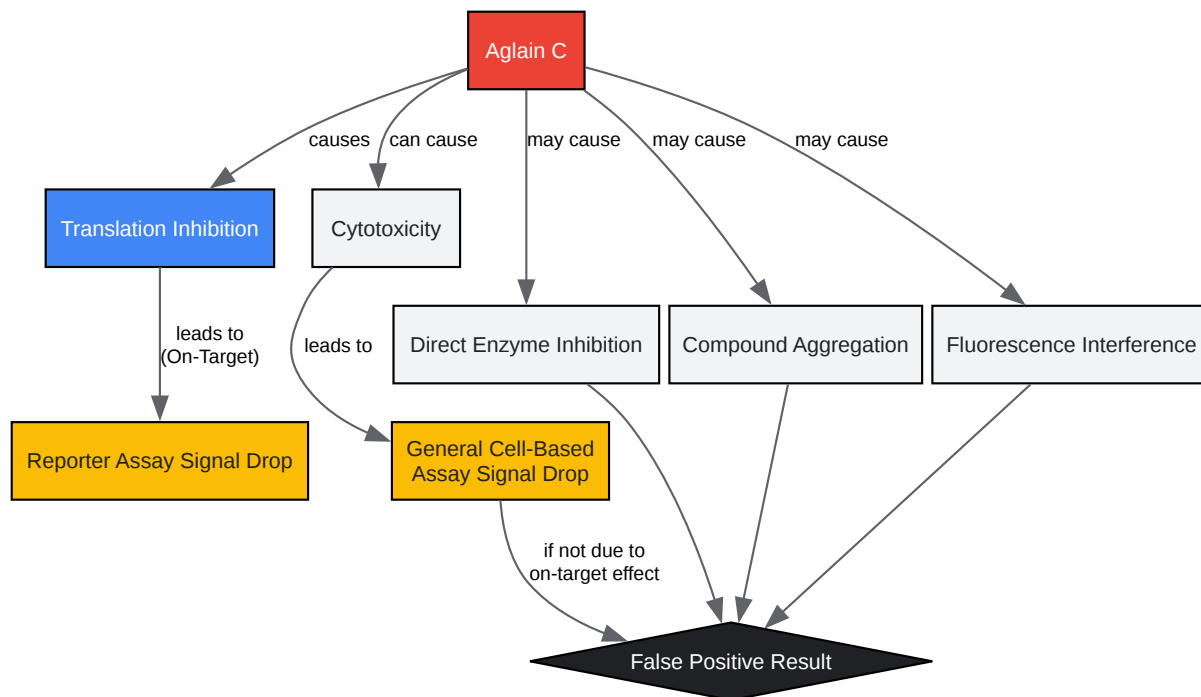 Aglain C
causes
can cause
may cause
may cause
may cause
Translation Inhibition
Cytotoxicity
leads to
(On-Target)
leads to
Direct Enzyme Inhibition
Compound Aggregation
Fluorescence Interference
Reporter Assay Signal Drop
General Cell-Based
Assay Signal Drop
if not due to
on-target effect
False Positive Result